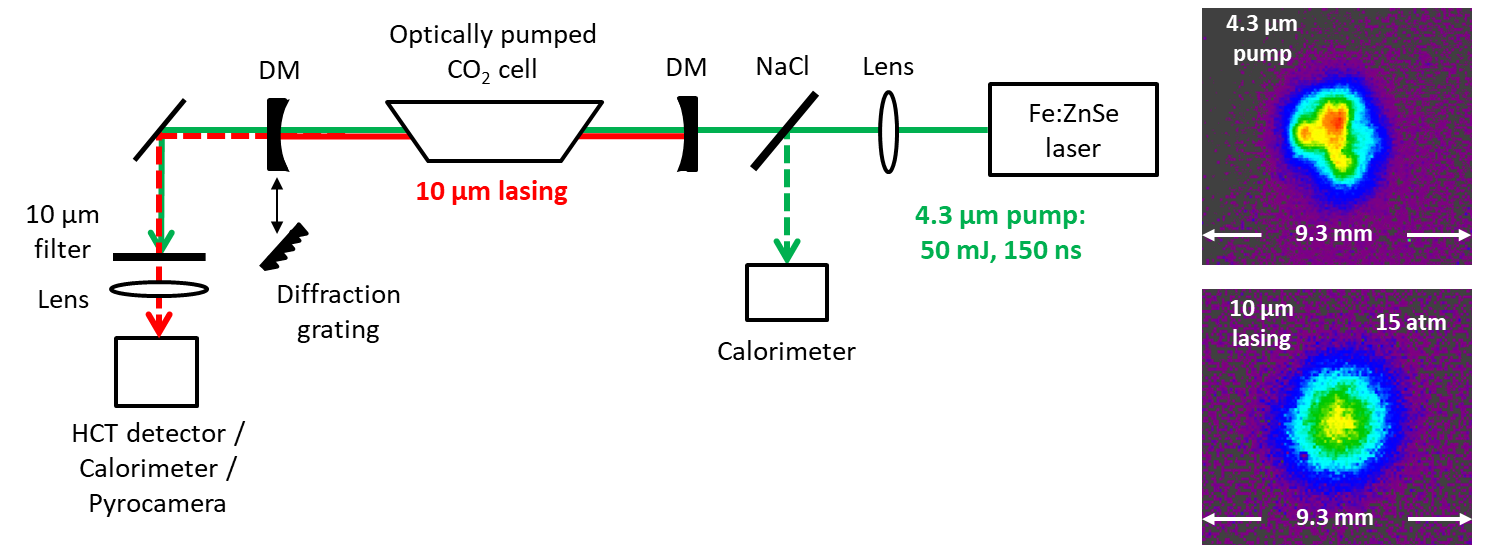 Optically pumped
CO₂ cell
DM
DM
NaCl
Lens
Fe:ZnSe
laser
10 µm lasing
4.3 µm pump:
50 mJ, 150 ns
10 µm
filter
Lens
Diffraction
grating
Calorimeter
HCT detector /
Calorimeter /
Pyrocamera
4.3 µm
pump
9.3 mm
10 µm
lasing
15 atm
9.3 mm